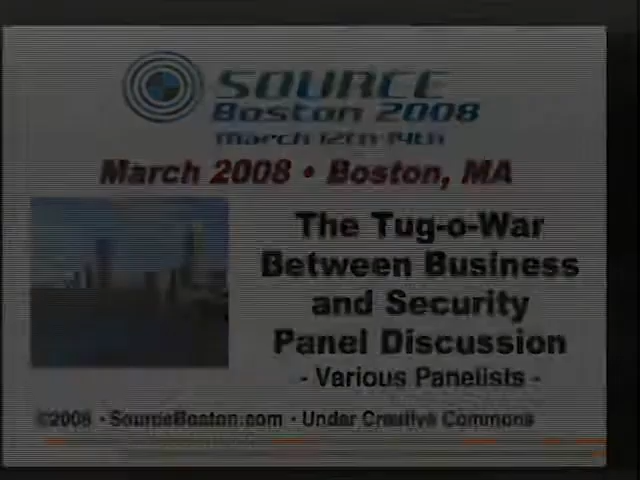 SOURCE
Boston 2008
March 12th-14th
March 2008 • Boston, MA
The Tug-o-War
Between Business
and Security
Panel Discussion
- Various Panelists -
©2008 • SourceBoston.com • Under Creative Commons